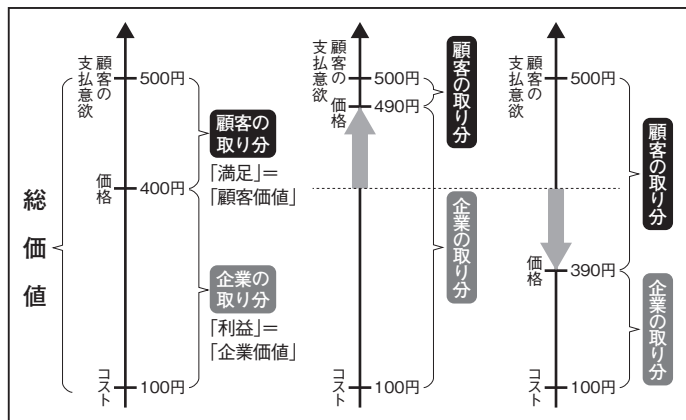 総価値
顧客の
支払意欲
500円
顧客の
取り分
「満足」＝
「顧客価値」
価格
400円
企業の
取り分
「利益」＝
「企業価値」
コスト
100円
顧客の
支払意欲
500円
価格
490円
顧客の取り分
企業の取り分
コスト
100円
顧客の
支払意欲
500円
顧客の取り分
価格
390円
企業の取り分
コスト
100円